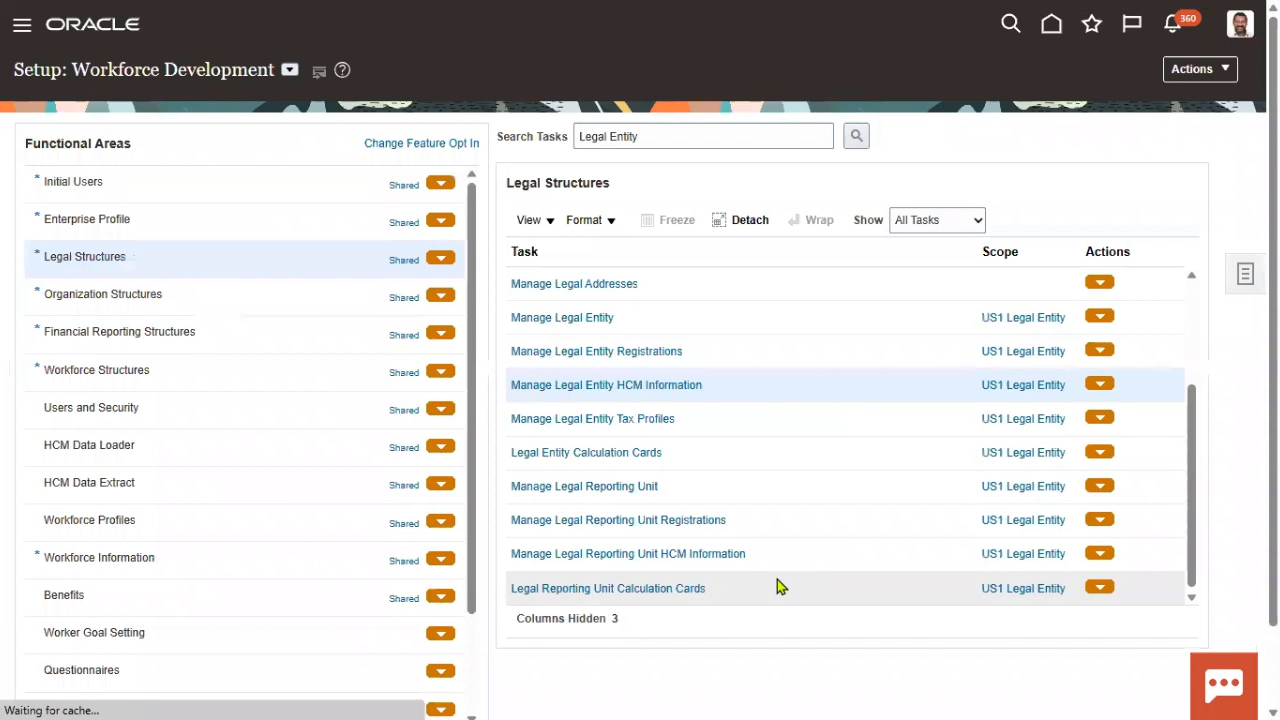 ORACLE
360
Setup: Workforce Development
Actions
Functional Areas
Change Feature Opt In
* Initial Users Shared
* Enterprise Profile Shared
* Legal Structures Shared
* Organization Structures Shared
* Financial Reporting Structures Shared
* Workforce Structures Shared
Users and Security Shared
HCM Data Loader Shared
HCM Data Extract Shared
Workforce Profiles Shared
* Workforce Information Shared
Benefits Shared
Worker Goal Setting
Questionnaires
Waiting for cache...
Search Tasks Legal Entity
Legal Structures
View Format Freeze Detach Wrap Show All Tasks
Task Scope Actions
Manage Legal Addresses
Manage Legal Entity US1 Legal Entity
Manage Legal Entity Registrations US1 Legal Entity
Manage Legal Entity HCM Information US1 Legal Entity
Manage Legal Entity Tax Profiles US1 Legal Entity
Legal Entity Calculation Cards US1 Legal Entity
Manage Legal Reporting Unit US1 Legal Entity
Manage Legal Reporting Unit Registrations US1 Legal Entity
Manage Legal Reporting Unit HCM Information US1 Legal Entity
Legal Reporting Unit Calculation Cards US1 Legal Entity
Columns Hidden 3